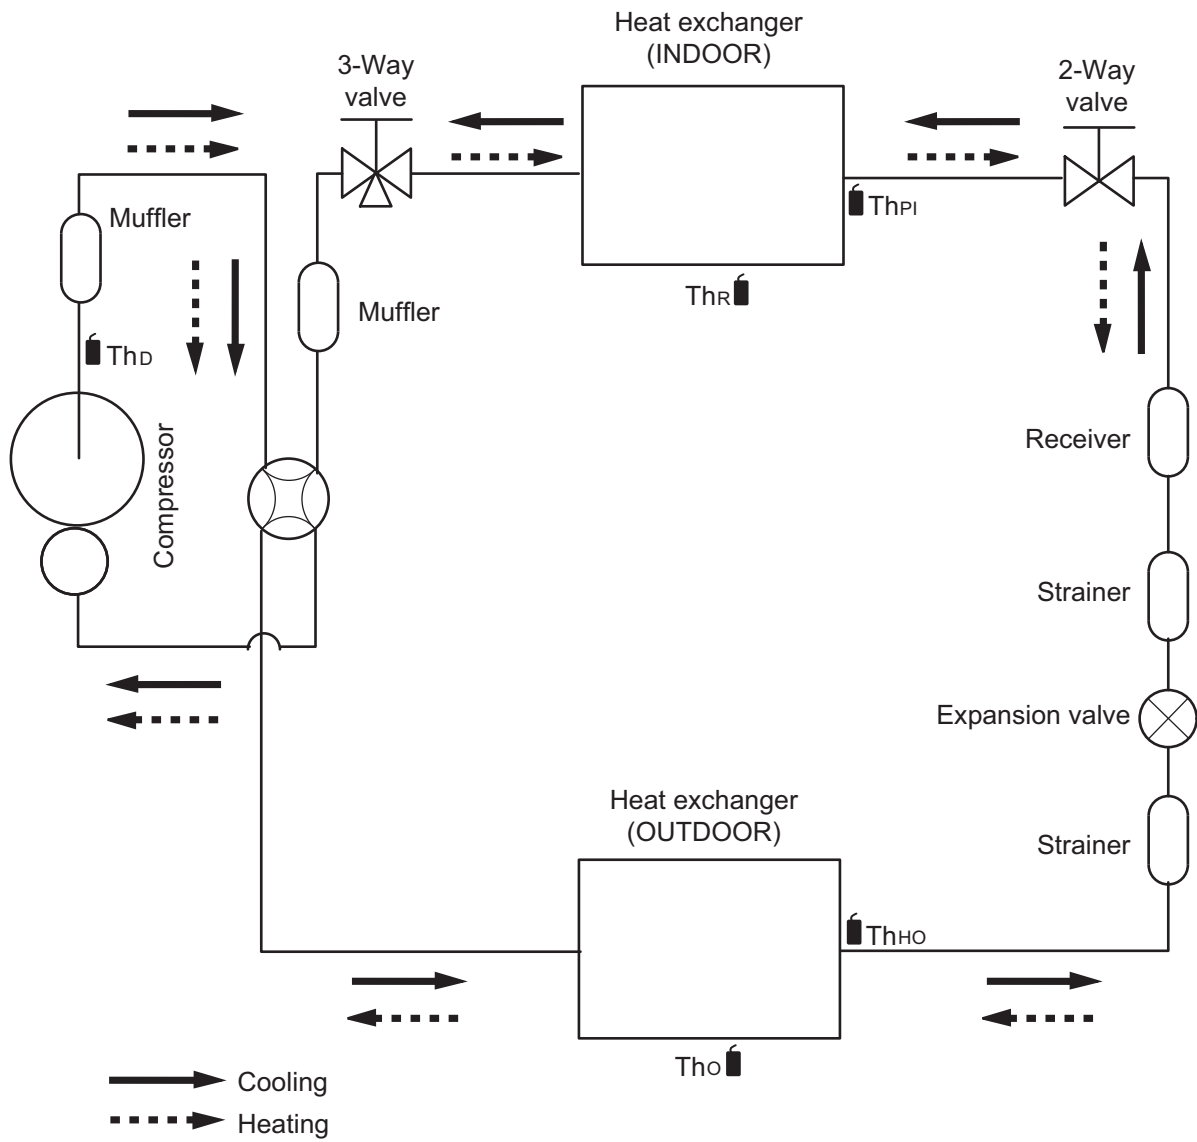 Heat exchanger
(INDOOR)
3-Way
valve
2-Way
valve
Muffler
ThPI
ThR
Muffler
ThD
Compressor
Receiver
Strainer
Expansion valve
Heat exchanger
(OUTDOOR)
Strainer
ThHO
ThO
Cooling
Heating